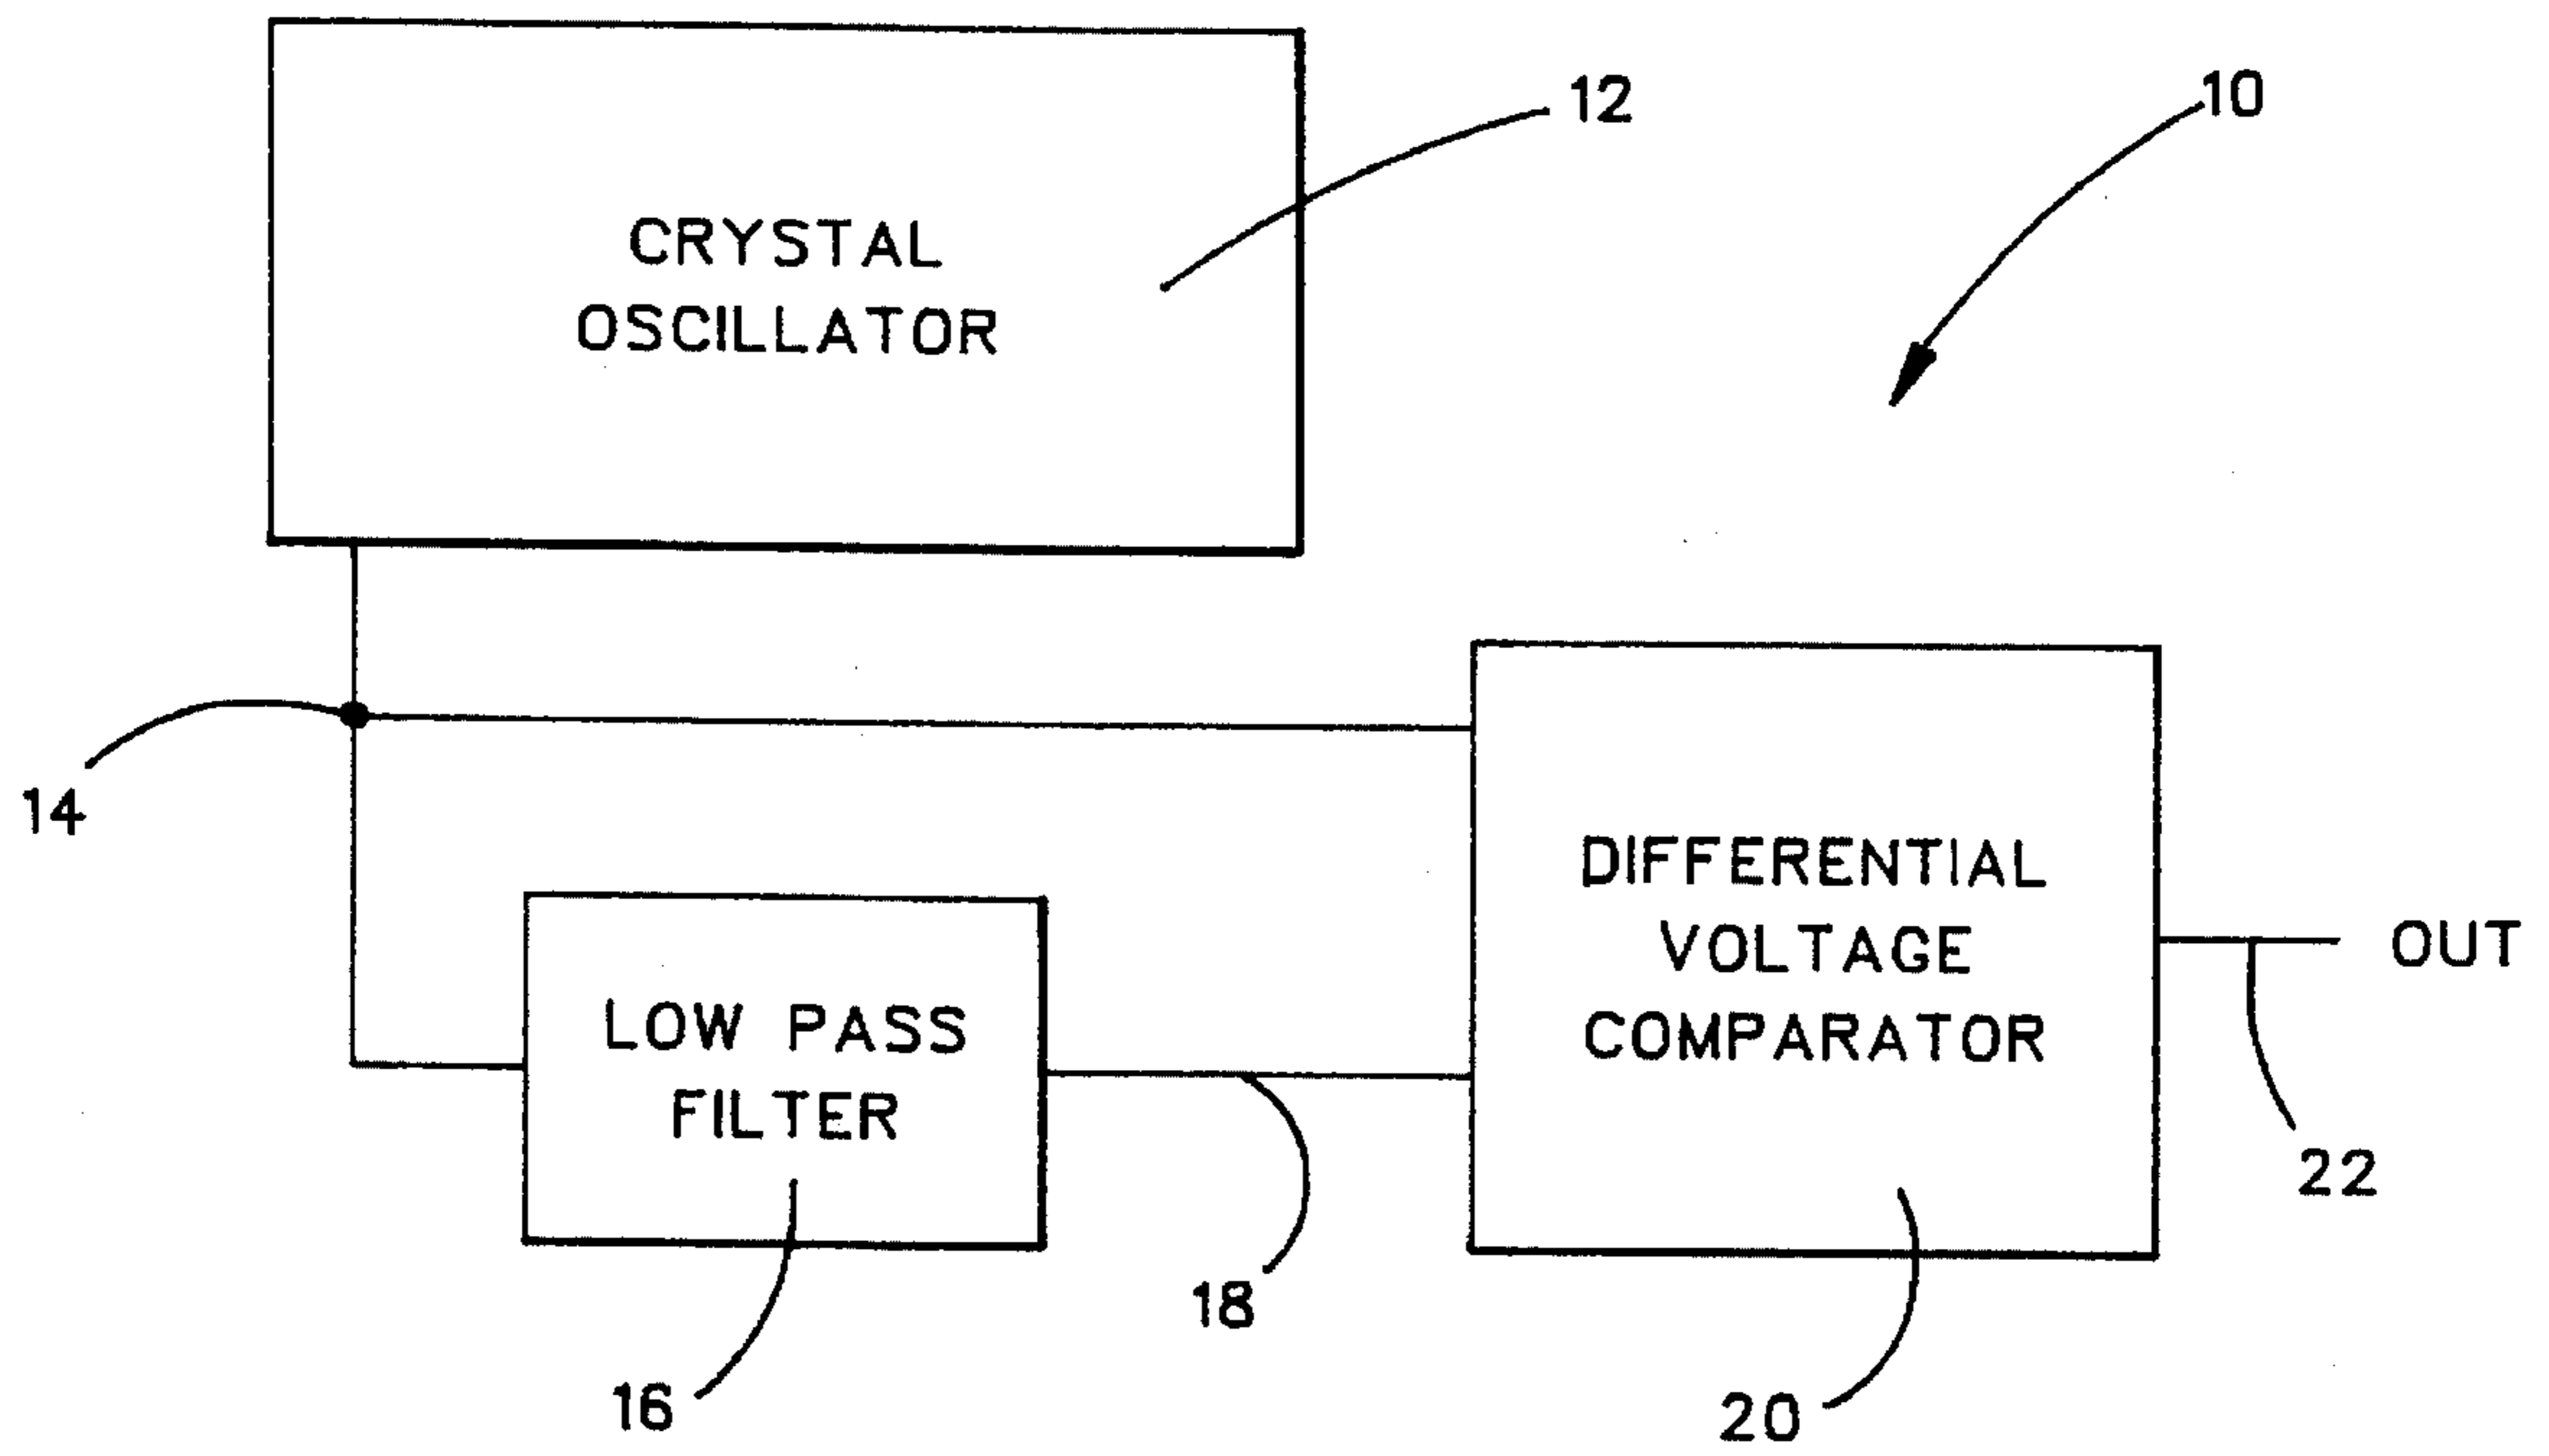 12
10
CRYSTAL
OSCILLATOR
14
DIFFERENTIAL
VOLTAGE
COMPARATOR
OUT
LOW PASS
FILTER
22
18
16
20